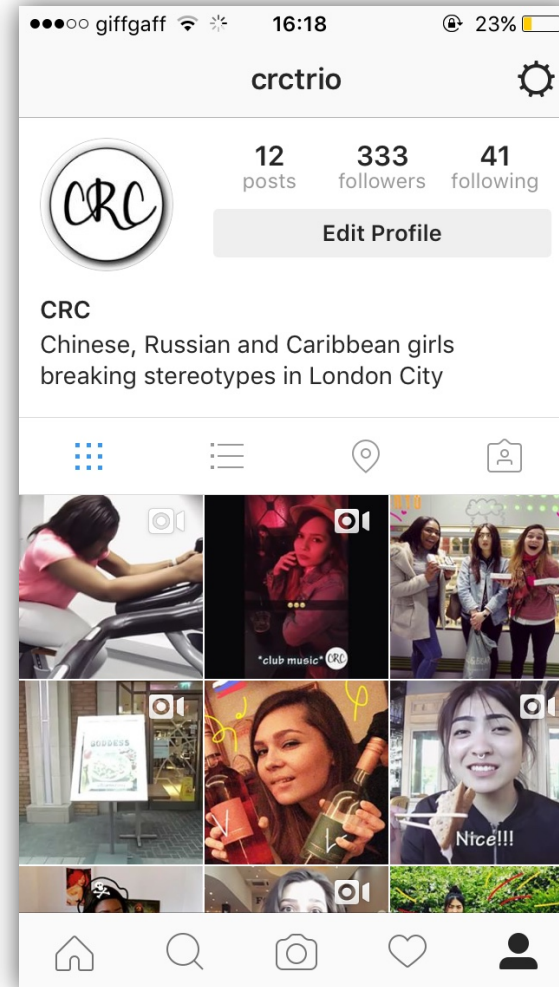 giffgaff 16:18 23%
crctrio
12 333 41
posts followers following
Edit Profile
CRC
CRC
Chinese, Russian and Caribbean girls
breaking stereotypes in London City
*club music* CRC
GODDESS
Nice!!!